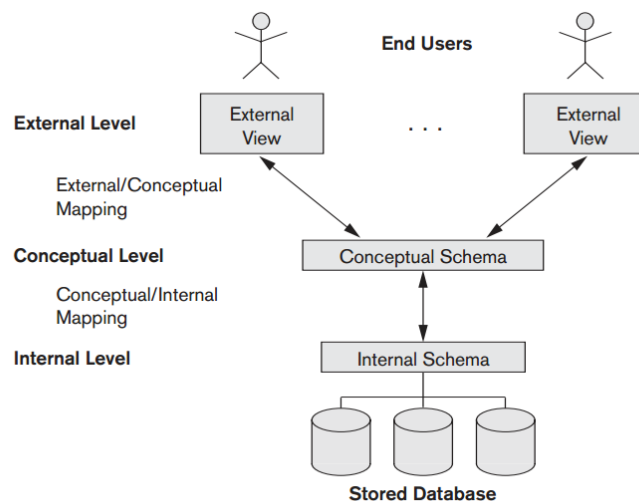 End Users
External Level
External
View
. . .
External
View
External/Conceptual
Mapping
Conceptual Level
Conceptual Schema
Conceptual/Internal
Mapping
Internal Level
Internal Schema
Stored Database